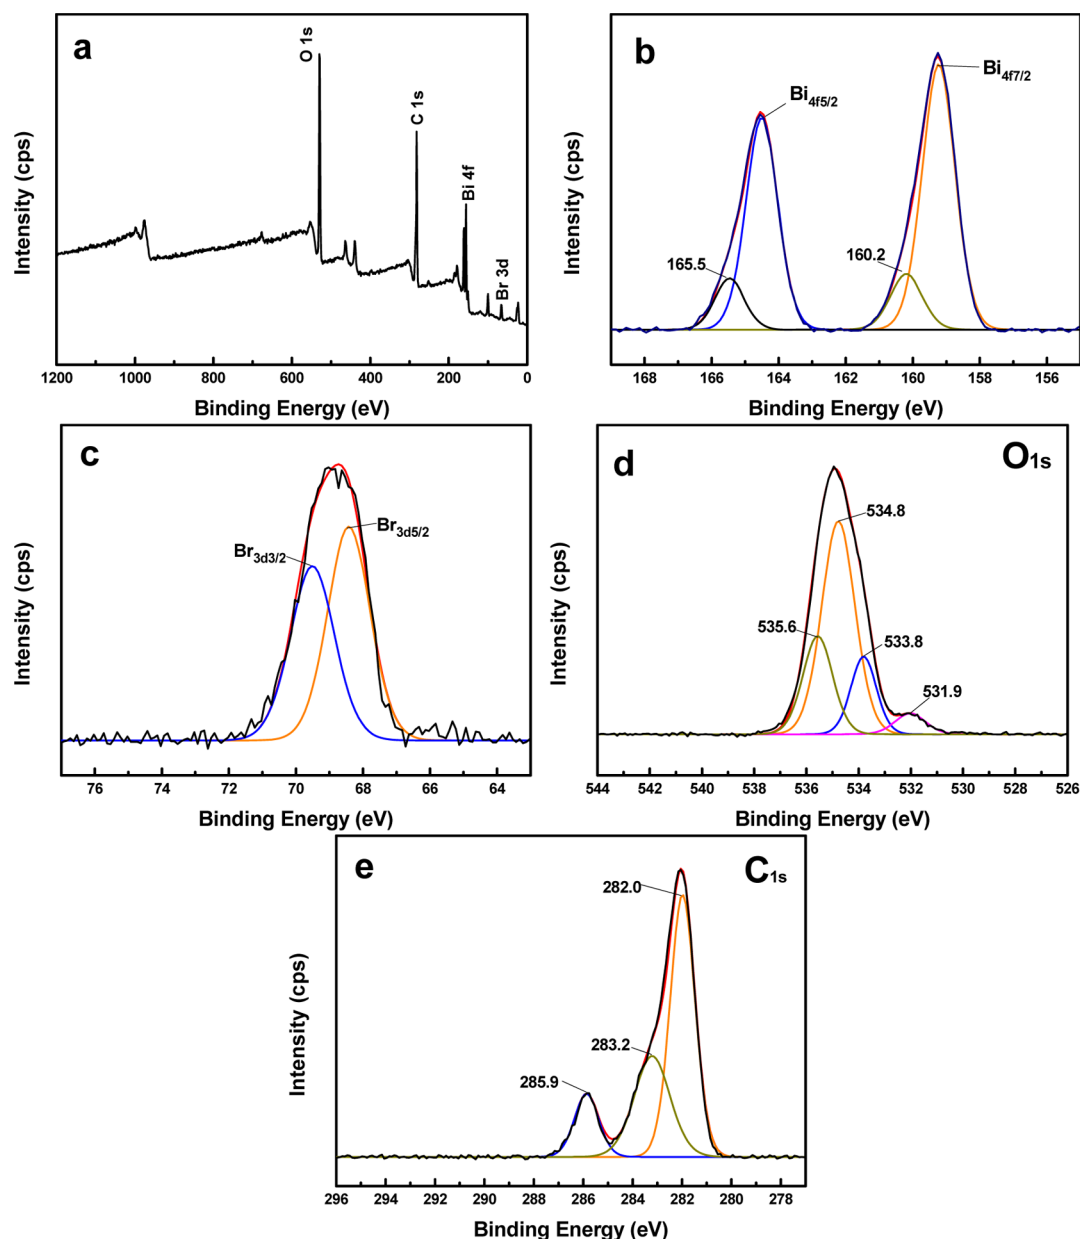 a
O 1s
C 1s
Bi 4f
Br 3d
Intensity (cps)
1200 1000 800 600 400 200 0
Binding Energy (eV)
b
Bi4f5/2
Bi4f7/2
165.5
160.2
Intensity (cps)
168 166 164 162 160 158 156
Binding Energy (eV)
c
Br3d3/2
Br3d5/2
Intensity (cps)
76 74 72 70 68 66 64
Binding Energy (eV)
d
O1s
534.8
535.6
533.8
531.9
Intensity (cps)
544 542 540 538 536 534 532 530 528 526
Binding Energy (eV)
e
C1s
282.0
283.2
285.9
Intensity (cps)
296 294 292 290 288 286 284 282 280 278
Binding Energy (eV)